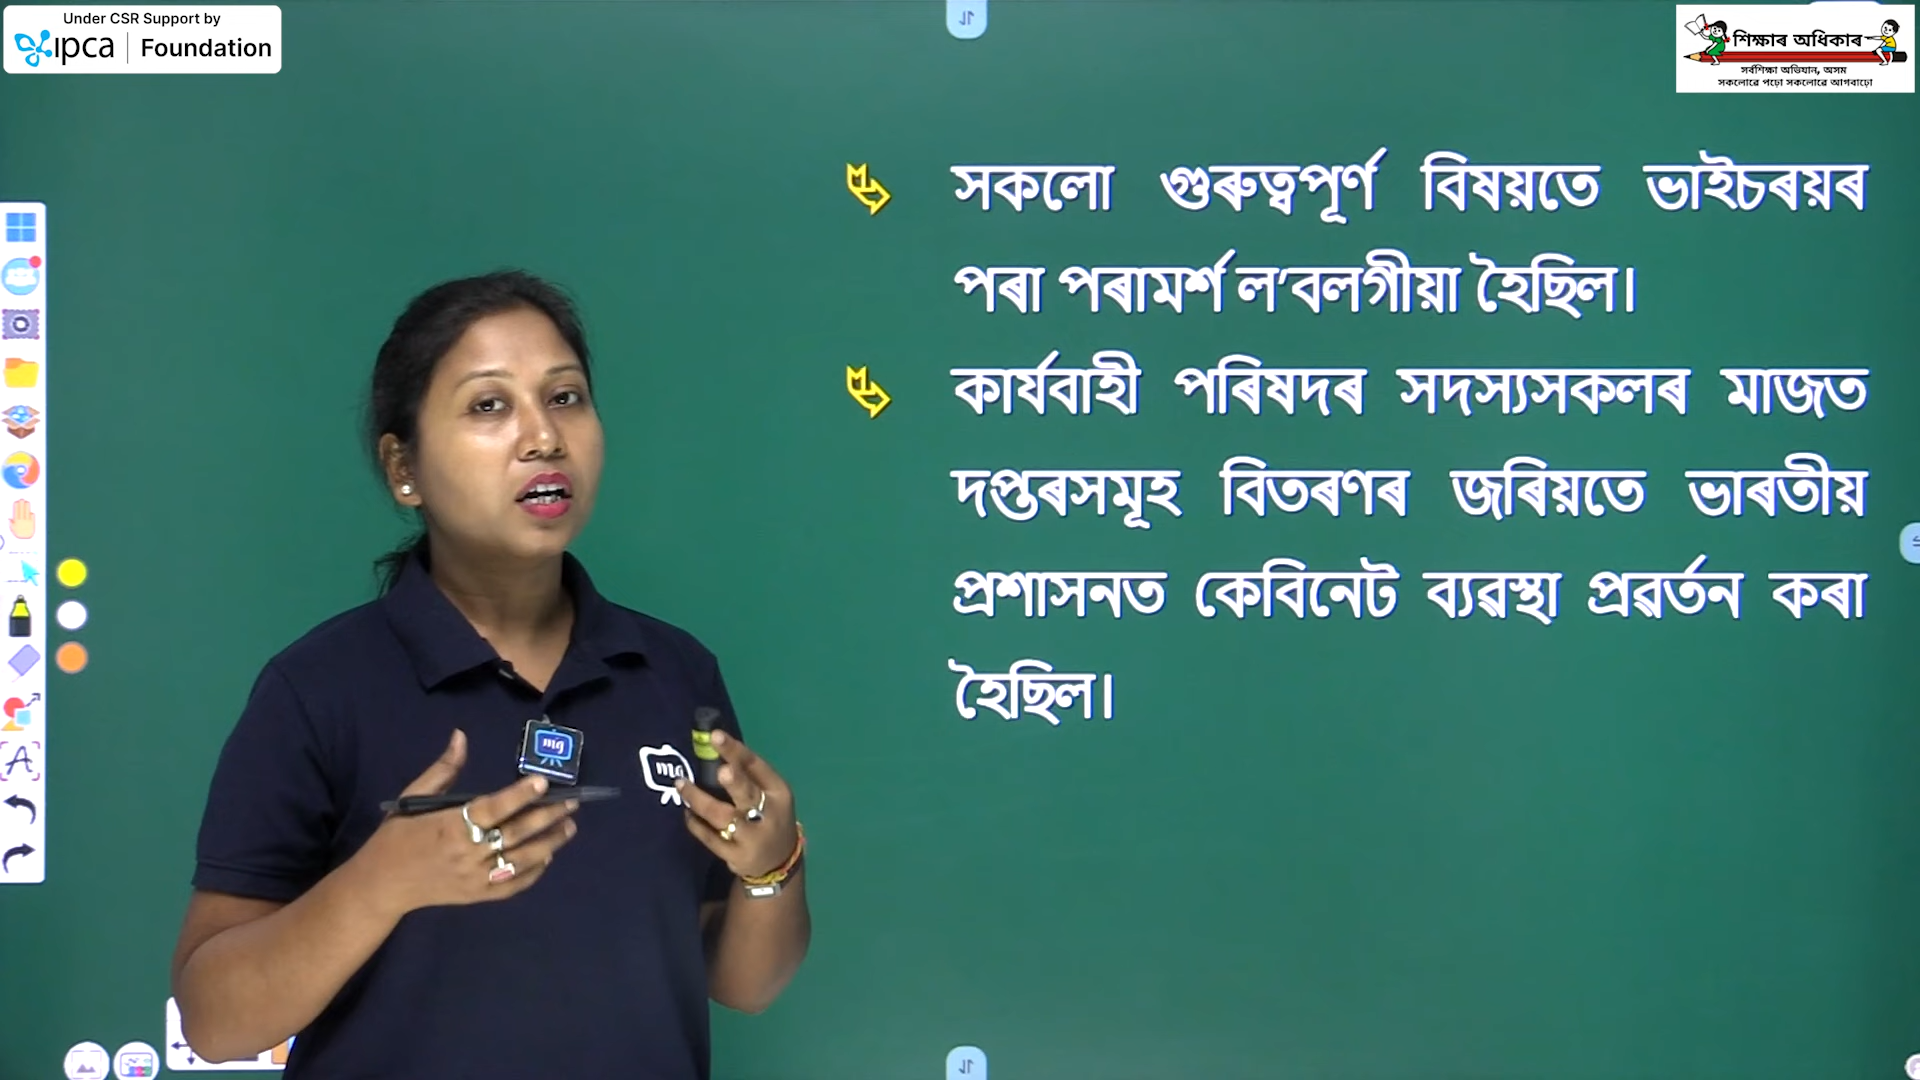 Under CSR Support by
ipca Foundation
শিক্ষাৰ অধিকাৰ
সৰ্বশিক্ষা অভিযান, অসম
সকলোৱে পঢ়ো সকলোৱে আগবাঢ়ো
সকলো গুৰুত্বপূৰ্ণ বিষয়তে ভাইচৰয়ৰ
পৰা পৰামৰ্শ ল'বলগীয়া হৈছিল।
কাৰ্যবাহী পৰিষদৰ সদস্যসকলৰ মাজত
দপ্তৰসমূহ বিতৰণৰ জৰিয়তে ভাৰতীয়
প্ৰশাসনত কেবিনেট ব্যৱস্থা প্ৰৱৰ্তন কৰা
হৈছিল।
mg
mg